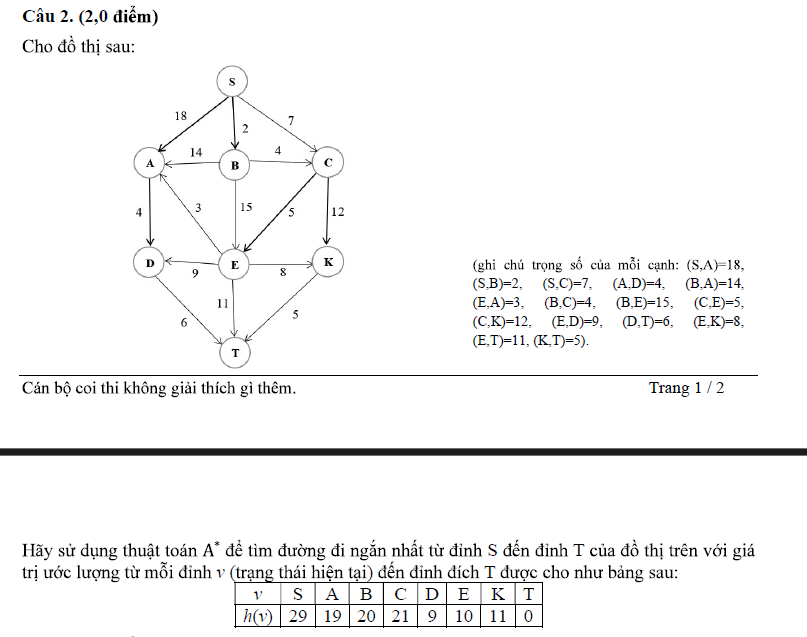 Câu 2. (2,0 điểm)
Cho đồ thị sau:
S
18
2
7
A
14
B
4
C
4
3
15
5
12
D
9
E
8
K
11
6
5
T
(ghi chú trọng số của mỗi cạnh: (S,A)=18,
(S,B)=2, (S,C)=7, (A,D)=4, (B,A)=14,
(E,A)=3, (B,C)=4, (B,E)=15, (C,E)=5,
(C,K)=12, (E,D)=9, (D,T)=6, (E,K)=8,
(E,T)=11, (K,T)=5).
Cán bộ coi thi không giải thích gì thêm. Trang 1 / 2
Hãy sử dụng thuật toán A* để tìm đường đi ngắn nhất từ đỉnh S đến đỉnh T của đồ thị trên với giá
trị ước lượng từ mỗi đỉnh v (trạng thái hiện tại) đến đỉnh đích T được cho như bảng sau:
v S A B C D E K T
h(v) 29 19 20 21 9 10 11 0